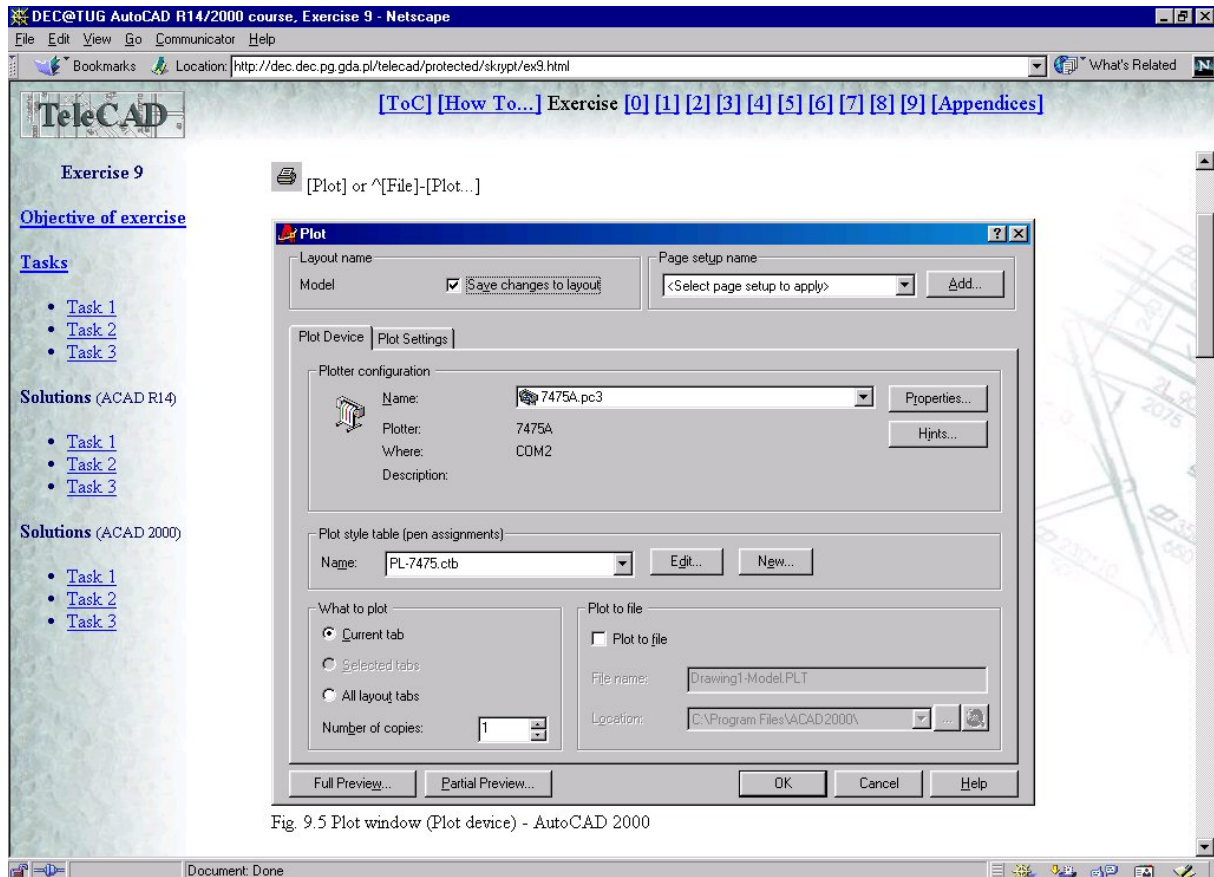 DEC@TUG AutoCAD R14/2000 course, Exercise 9 - Netscape
File Edit View Go Communicator Help
Bookmarks Location: http://dec.dec.pg.gda.pl/telecad/protected/skrypt/ex9.html What's Related N
TeleCAD
[ToC] [How To...] Exercise [0] [1] [2] [3] [4] [5] [6] [7] [8] [9] [Appendices]
Exercise 9
Objective of exercise
Tasks
Task 1
Task 2
Task 3
Solutions (ACAD R14)
Task 1
Task 2
Task 3
Solutions (ACAD 2000)
Task 1
Task 2
Task 3
[Plot] or ^[File]-[Plot...]
Plot
Layout name
Model Save changes to layout
Page setup name
<Select page setup to apply> Add...
Plot Device Plot Settings
Plotter configuration
Name: 7475A.pc3 Properties...
Plotter: 7475A Hints...
Where: COM2
Description:
Plot style table (pen assignments)
Name: PL-7475.ctb Edit... New...
What to plot
Current tab
Selected tabs
All layout tabs
Number of copies: 1
Plot to file
Plot to file
File name: Drawing1-Model.PLT
Location: C:\Program Files\ACAD2000\ ...
Full Preview... Partial Preview... OK Cancel Help
Fig. 9.5 Plot window (Plot device) - AutoCAD 2000
Document: Done